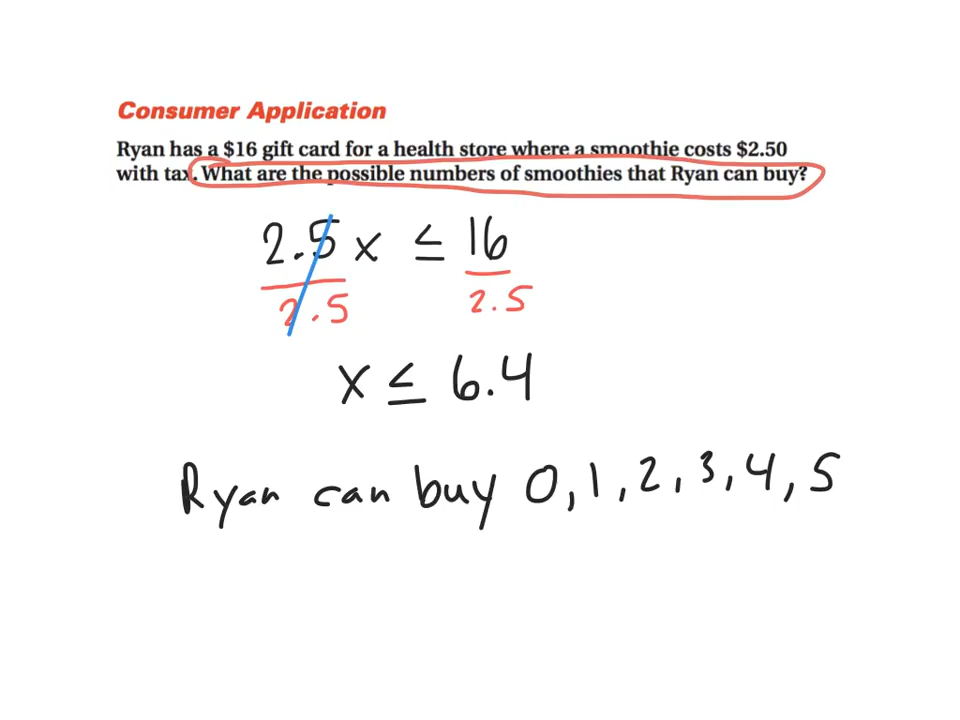 Consumer Application
Ryan has a $16 gift card for a health store where a smoothie costs $2.50
with tax. What are the possible numbers of smoothies that Ryan can buy?
2.5x ≤ 16
2.5 2.5
x ≤ 6.4
Ryan can buy 0, 1, 2, 3, 4, 5